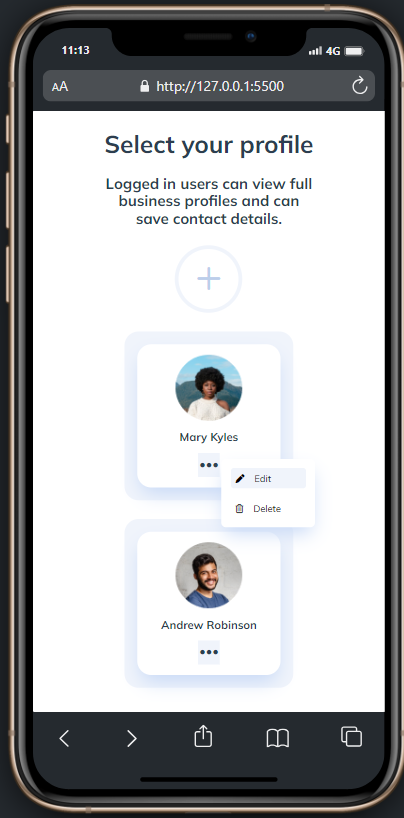 11:13
4G
AA
http://127.0.0.1:5500
Select your profile
Logged in users can view full
business profiles and can
save contact details.
Mary Kyles
Edit
Delete
Andrew Robinson